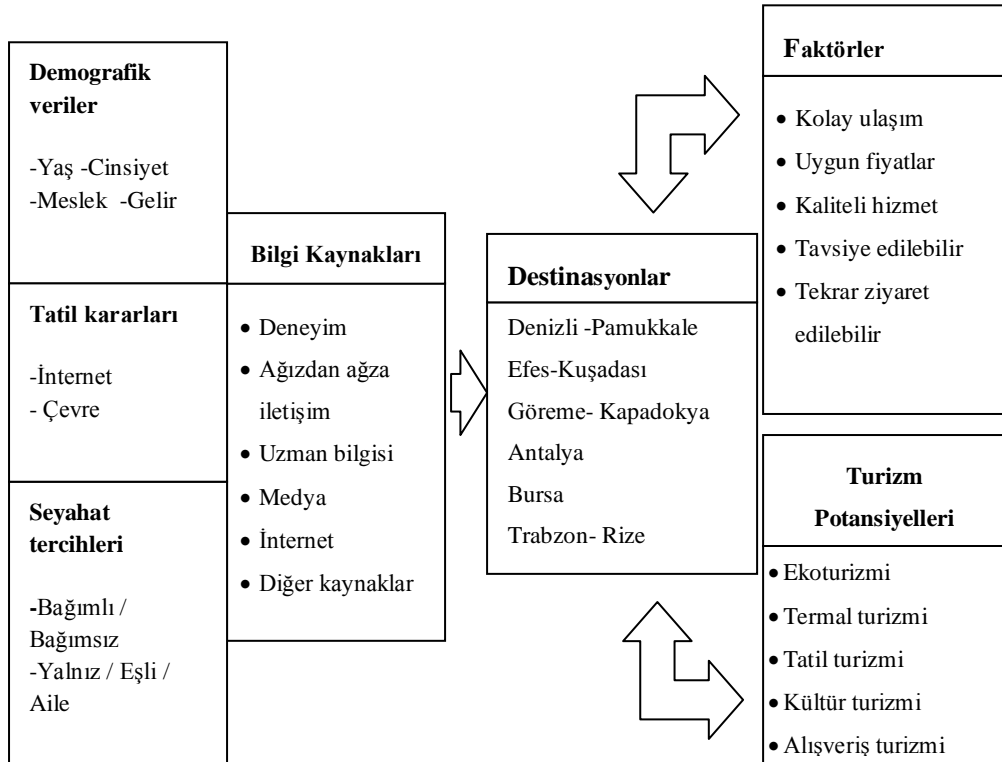 Demografik
veriler
-Yaş -Cinsiyet
-Meslek -Gelir
Tatil kararları
-İnternet
- Çevre
Seyahat
tercihleri
-Bağımlı /
Bağımsız
-Yalnız / Eşli /
Aile
Bilgi Kaynakları
• Deneyim
• Ağızdan ağza
iletişim
• Uzman bilgisi
• Medya
• İnternet
• Diğer kaynaklar
Destinasyonlar
Denizli -Pamukkale
Efes-Kuşadası
Göreme- Kapadokya
Antalya
Bursa
Trabzon- Rize
Faktörler
• Kolay ulaşım
• Uygun fiyatlar
• Kaliteli hizmet
• Tavsiye edilebilir
• Tekrar ziyaret
edilebilir
Turizm
Potansiyelleri
• Ekoturizmi
• Termal turizmi
• Tatil turizmi
• Kültür turizmi
• Alışveriş turizmi